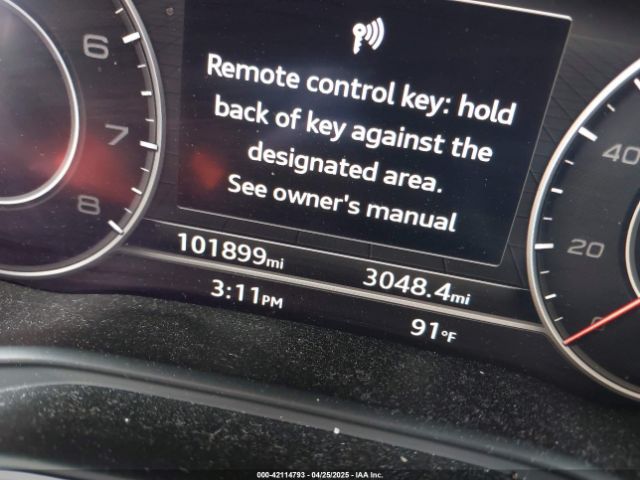 Remote control key: hold
back of key against the
designated area.
See owner's manual
6
7
8
40
20
0
101899mi
3048.4mi
3:11PM
91°F
000-42114793 - 04/25/2025 - IAA Inc.